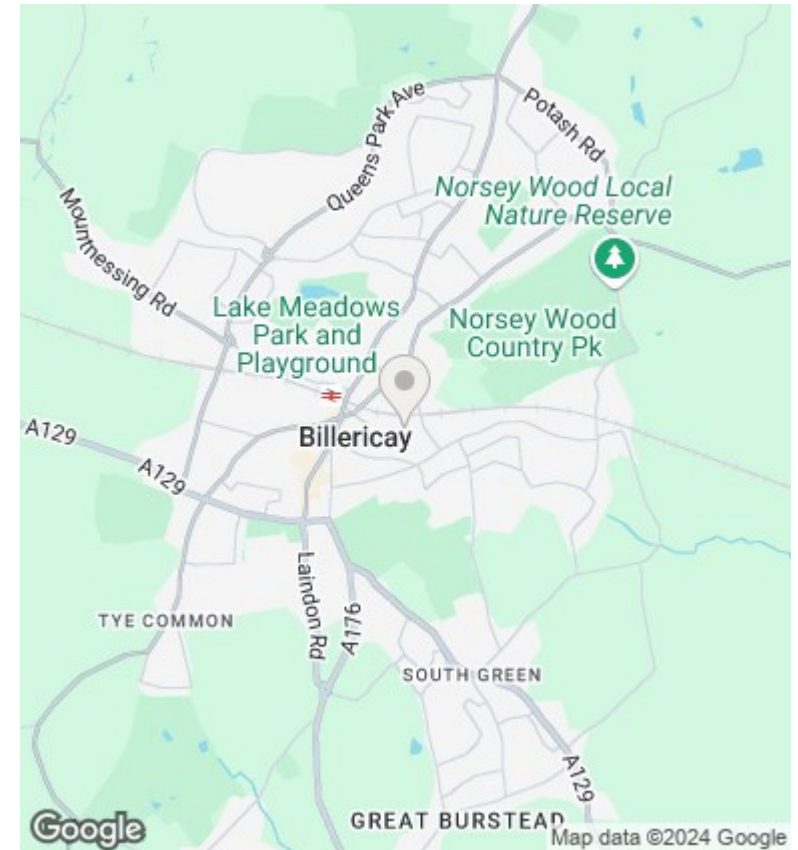 Queens Park Ave
Potash Rd
Norsey Wood Local
Nature Reserve
Mountnessing Rd
Lake Meadows
Park and
Playground
Norsey Wood
Country Pk
A129
Billericay
A129
Laindon Rd
A176
TYE COMMON
SOUTH GREEN
A129
GREAT BURSTEAD
Google
Map data ©2024 Google